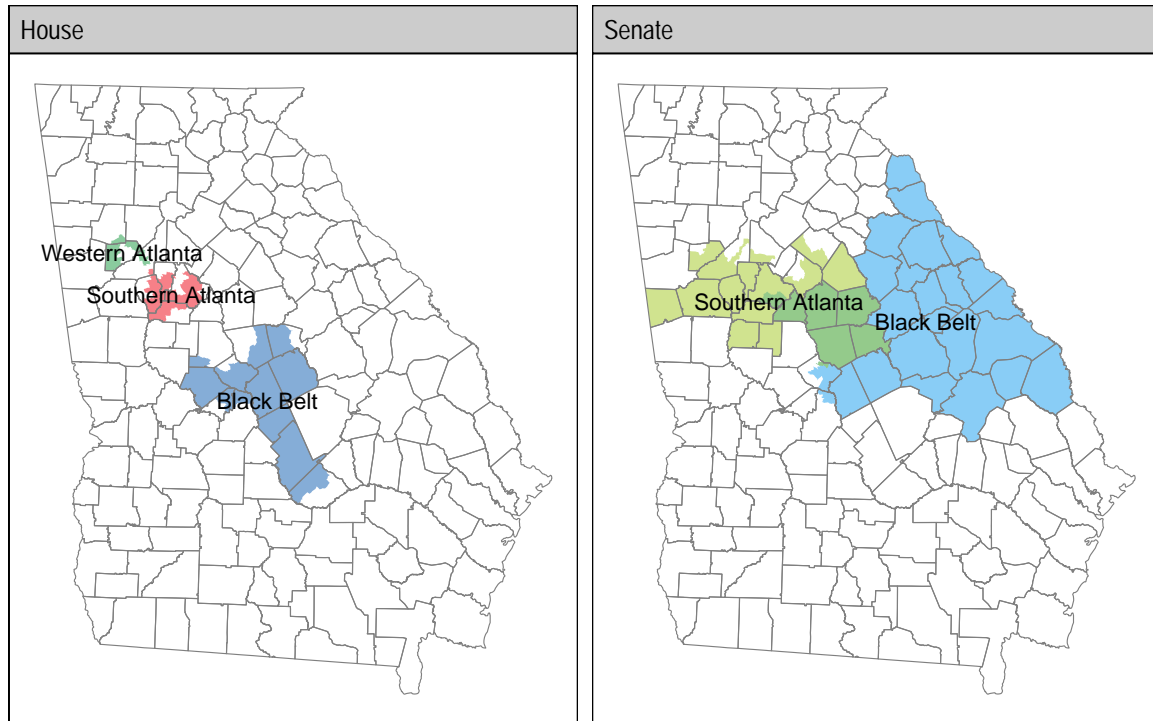 House
Western Atlanta
Southern Atlanta
Black Belt
Senate
Southern Atlanta
Black Belt